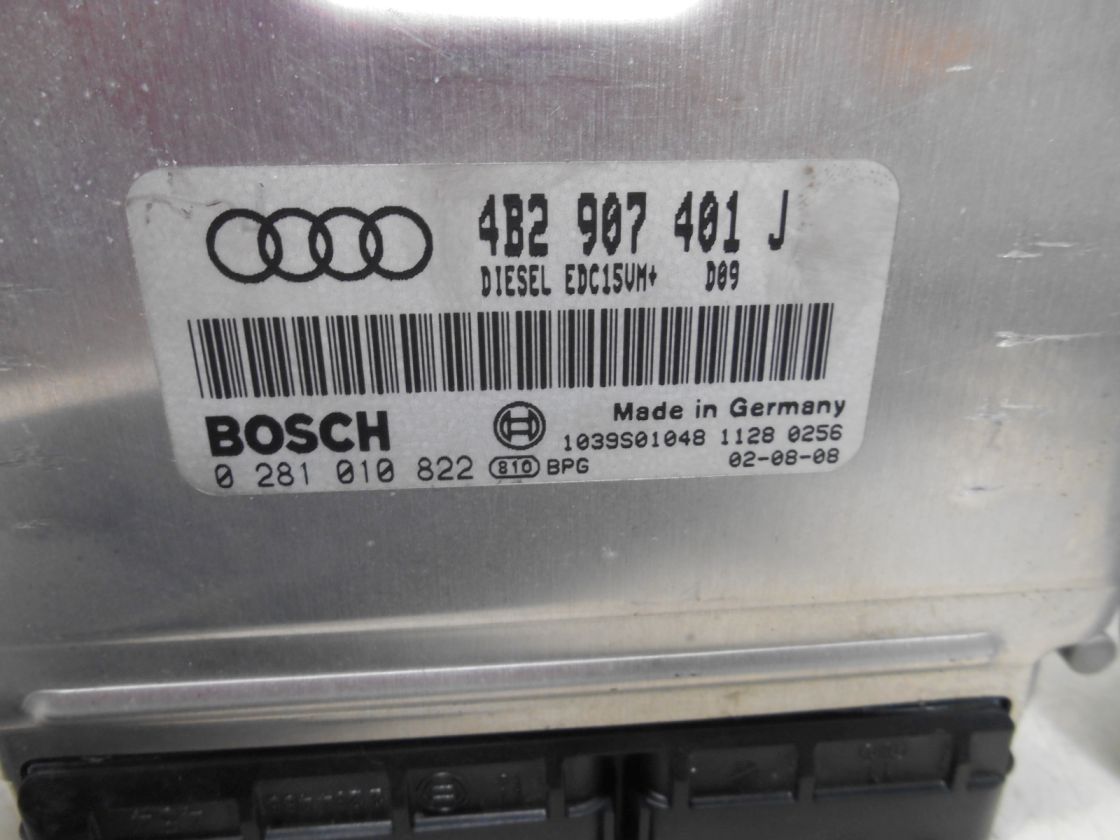 4B2 907 401 J
DIESEL EDC15VM+ D09
BOSCH
Made in Germany
1039S01048 1128 0256
0 281 010 822 810 BPG 02-08-08